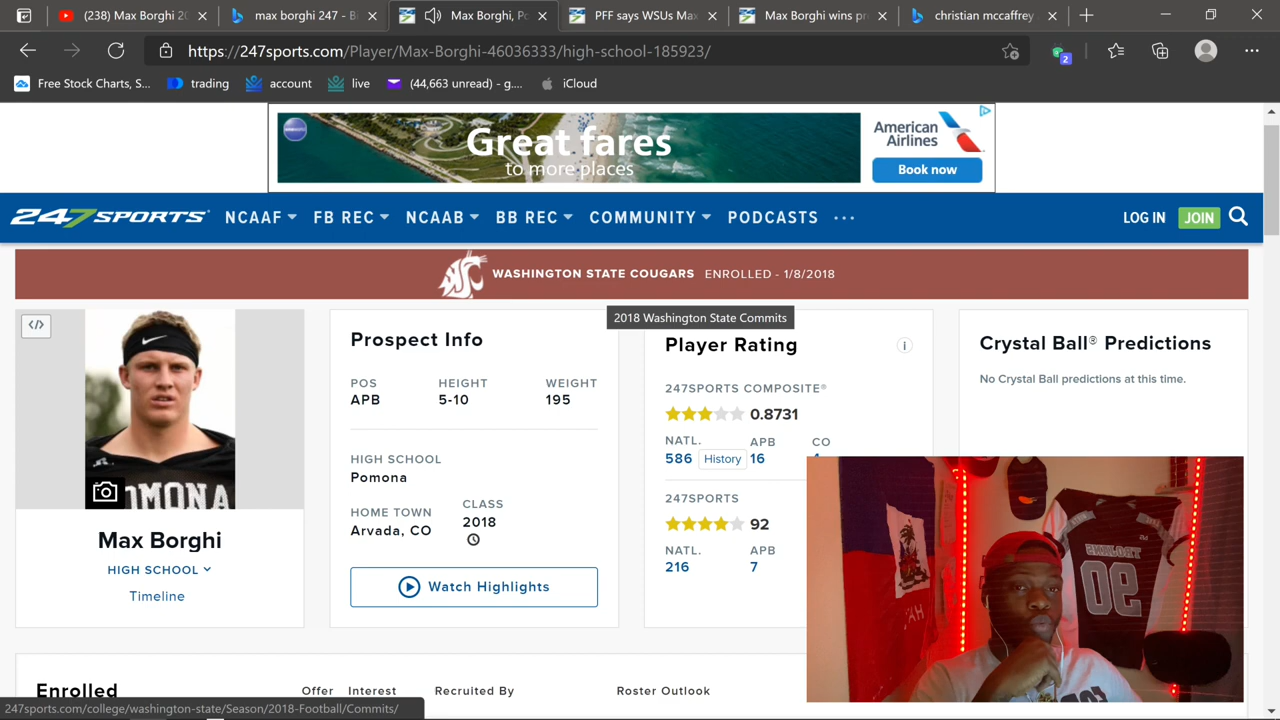 (238) Max Borghi 20
max borghi 247 - Bi
Max Borghi, Po
PFF says WSUs Max
Max Borghi wins pr
christian mccaffrey
https://247sports.com/Player/Max-Borghi-46036333/high-school-185923/
2
Free Stock Charts, S...
trading
account
live
(44,663 unread) - g....
iCloud
Great fares
to more places
American
Airlines
Book now
247SPORTS
NCAAF
FB REC
NCAAB
BB REC
COMMUNITY
PODCASTS
LOG IN
JOIN
WASHINGTON STATE COUGARS ENROLLED - 1/8/2018
2018 Washington State Commits
</>
POMONA
Max Borghi
HIGH SCHOOL
Timeline
Prospect Info
POS HEIGHT WEIGHT
APB 5-10 195
HIGH SCHOOL
Pomona
HOME TOWN CLASS
Arvada, CO 2018
Watch Highlights
Player Rating
247SPORTS COMPOSITE®
0.8731
NATL. APB CO
586 History 16
247SPORTS
92
NATL. APB
216 7
Crystal Ball® Predictions
No Crystal Ball predictions at this time.
TROJANS
90
Enrolled
Offer Interest Recruited By Roster Outlook
247sports.com/college/washington-state/Season/2018-Football/Commits/